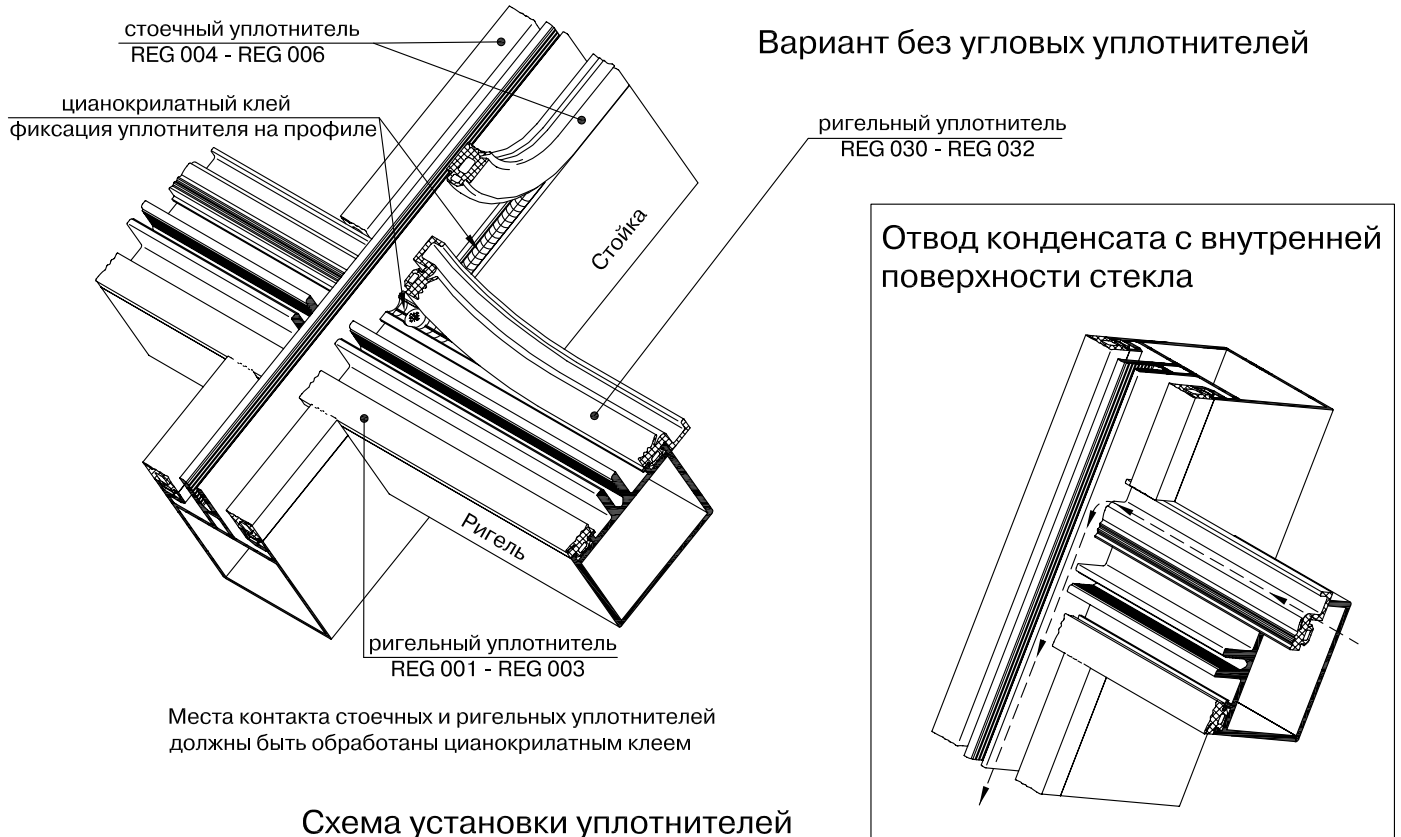 стоечный уплотнитель
REG 004 - REG 006
Вариант без угловых уплотнителей
цианокрилатный клей
фиксация уплотнителя на профиле
ригельный уплотнитель
REG 030 - REG 032
Стойка
Ригель
ригельный уплотнитель
REG 001 - REG 003
Места контакта стоечных и ригельных уплотнителей
должны быть обработаны цианокрилатным клеем
Отвод конденсата с внутренней
поверхности стекла
Схема установки уплотнителей